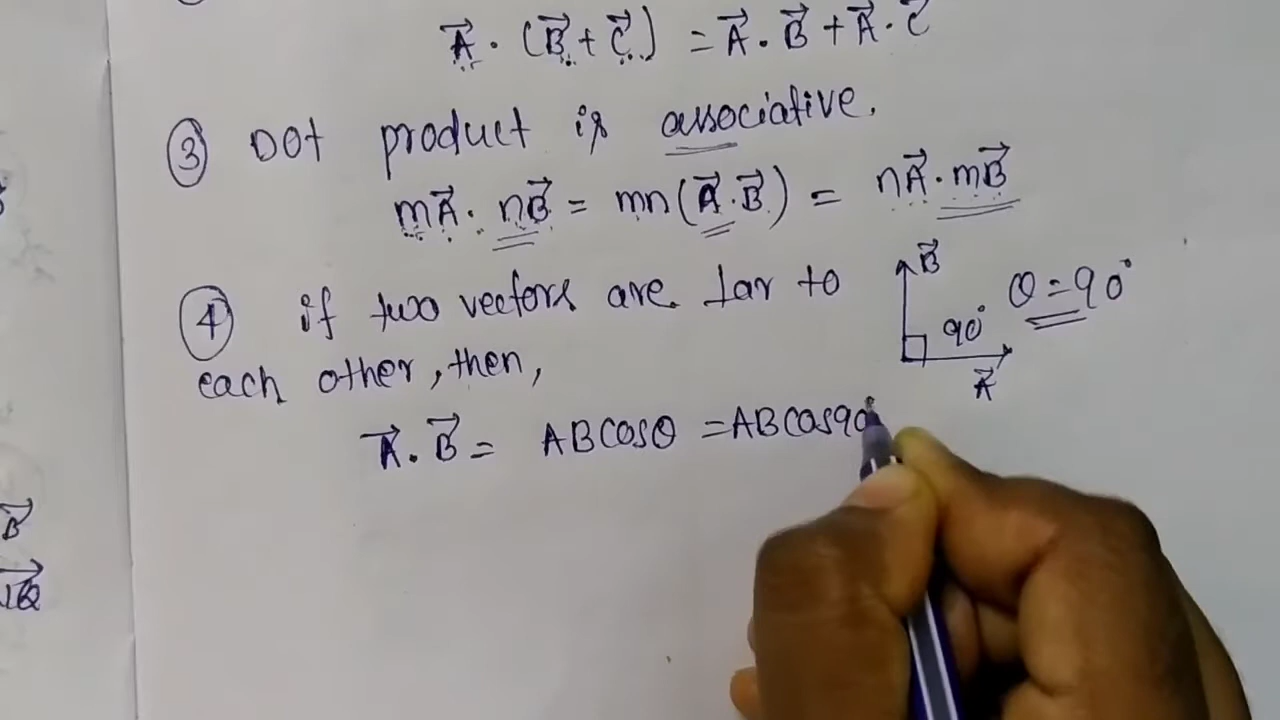 A⃗ . (B⃗ + C⃗) = A⃗ . B⃗ + A⃗ . C⃗
③ DOt product is associative.
mA⃗ . nB⃗ = mn(A⃗ . B⃗) = nA⃗ . mB⃗
④ if two vectors are ⊥ar to
each other, then,
B⃗
90° θ = 90°
A⃗
A⃗ . B⃗ = ABCOSθ = ABCOS90°
B⃗